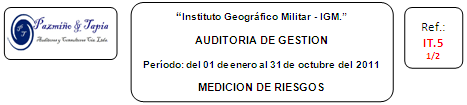 Pazmiño & Tapia
Auditores y Consultores Cía. Ltda.
“Instituto Geográfico Militar - IGM.”
AUDITORIA DE GESTION
Período: del 01 de enero al 31 de octubre del 2011
MEDICION DE RIESGOS
Ref.:
IT.5
1/2